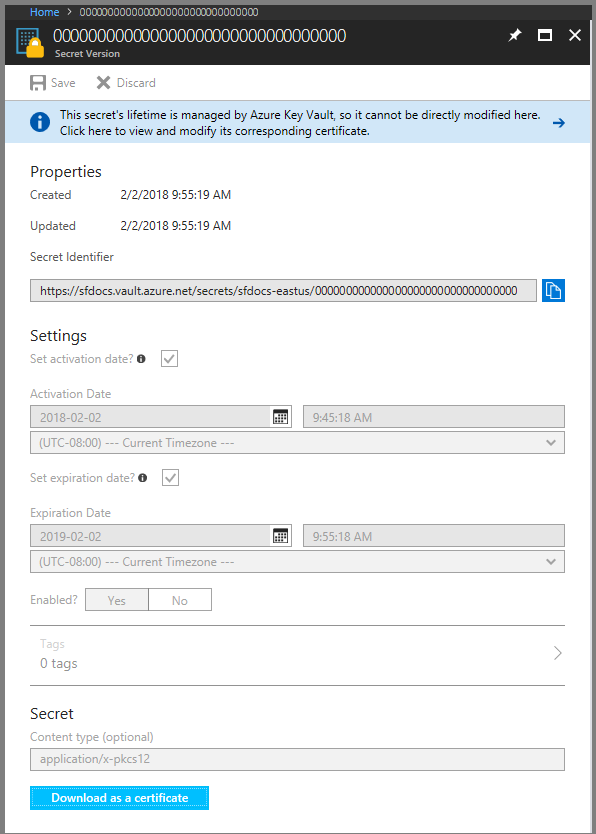 Home > 00000000000000000000000000000000
00000000000000000000000000000000
Secret Version
Save Discard
This secret's lifetime is managed by Azure Key Vault, so it cannot be directly modified here.
Click here to view and modify its corresponding certificate.
Properties
Created 2/2/2018 9:55:19 AM
Updated 2/2/2018 9:55:19 AM
Secret Identifier
https://sfdocs.vault.azure.net/secrets/sfdocs-eastus/00000000000000000000000000000000
Settings
Set activation date?
Activation Date
2018-02-02 9:45:18 AM
(UTC-08:00) --- Current Timezone ---
Set expiration date?
Expiration Date
2019-02-02 9:55:18 AM
(UTC-08:00) --- Current Timezone ---
Enabled? Yes No
Tags
0 tags
Secret
Content type (optional)
application/x-pkcs12
Download as a certificate